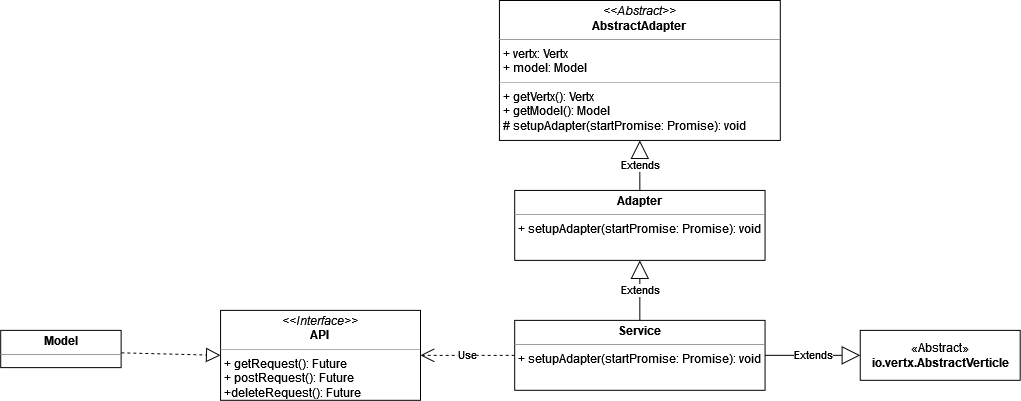 <<Abstract>>
AbstractAdapter
+ vertx: Vertx
+ model: Model
+ getVertx(): Vertx
+ getModel(): Model
# setupAdapter(startPromise: Promise): void
Extends
Adapter
+ setupAdapter(startPromise: Promise): void
Extends
Model
<<Interface>>
API
+ getRequest(): Future
+ postRequest(): Future
+deleteRequest(): Future
Use
Service
+ setupAdapter(startPromise: Promise): void
Extends
«Abstract»
io.vertx.AbstractVerticle